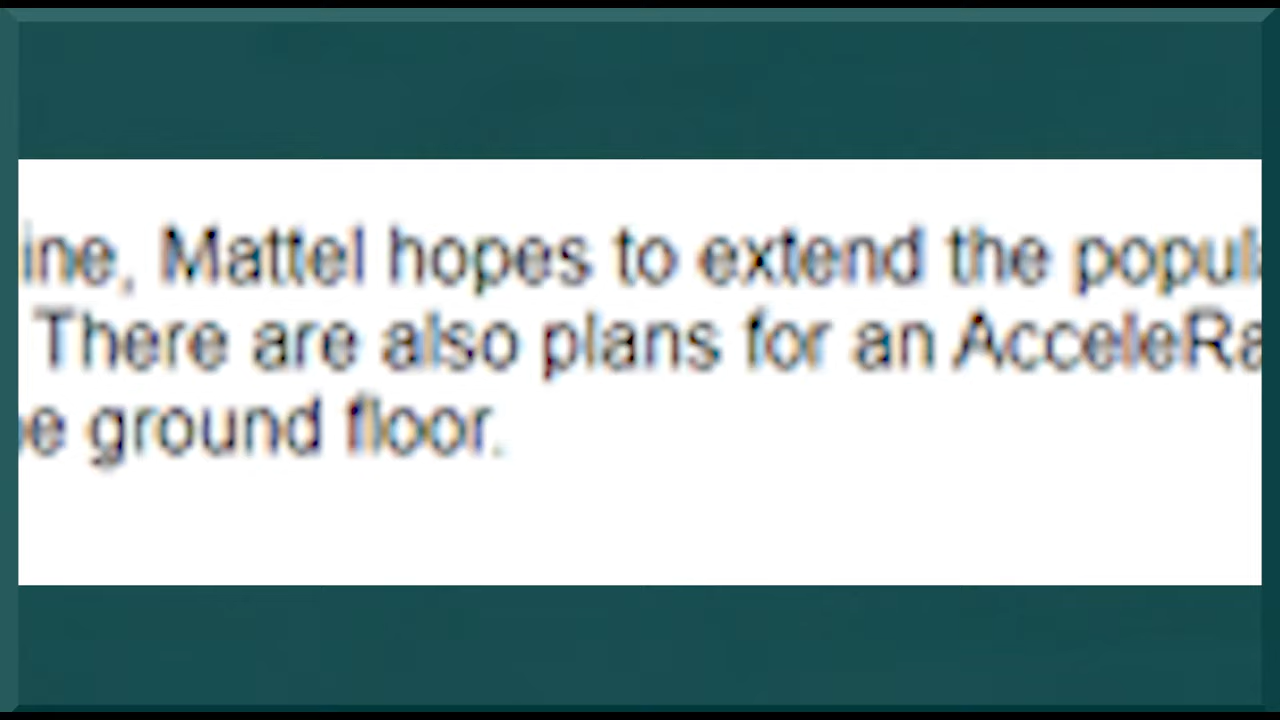 ine, Mattel hopes to extend the popul
There are also plans for an AcceleRa
e ground floor.